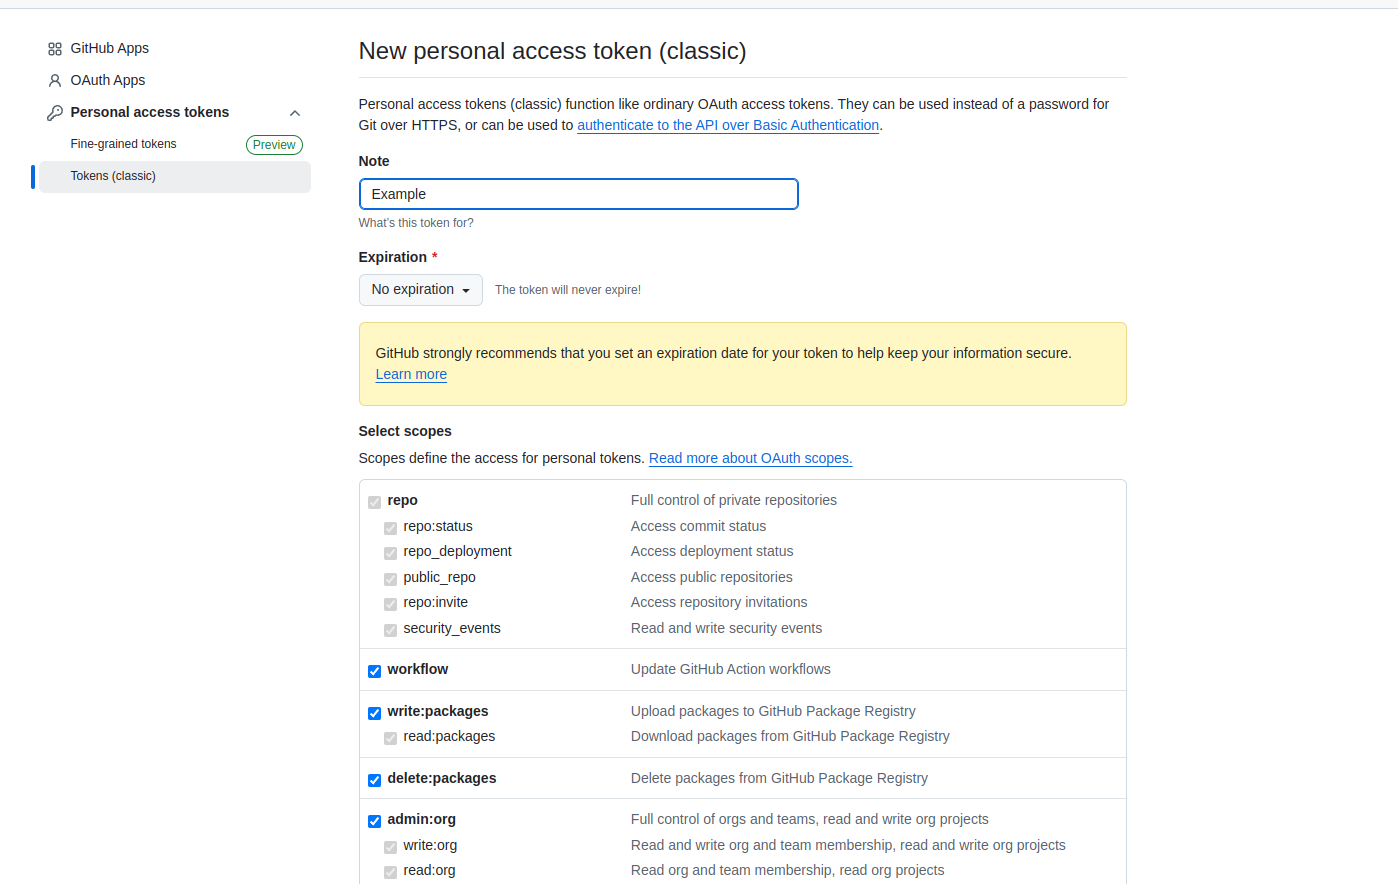 GitHub Apps
OAuth Apps
Personal access tokens
Fine-grained tokens Preview
Tokens (classic)
New personal access token (classic)
Personal access tokens (classic) function like ordinary OAuth access tokens. They can be used instead of a password for
Git over HTTPS, or can be used to authenticate to the API over Basic Authentication.
Note
Example
What's this token for?
Expiration *
No expiration The token will never expire!
GitHub strongly recommends that you set an expiration date for your token to help keep your information secure.
Learn more
Select scopes
Scopes define the access for personal tokens. Read more about OAuth scopes.
repo Full control of private repositories
repo:status Access commit status
repo_deployment Access deployment status
public_repo Access public repositories
repo:invite Access repository invitations
security_events Read and write security events
workflow Update GitHub Action workflows
write:packages Upload packages to GitHub Package Registry
read:packages Download packages from GitHub Package Registry
delete:packages Delete packages from GitHub Package Registry
admin:org Full control of orgs and teams, read and write org projects
write:org Read and write org and team membership, read and write org projects
read:org Read org and team membership, read org projects